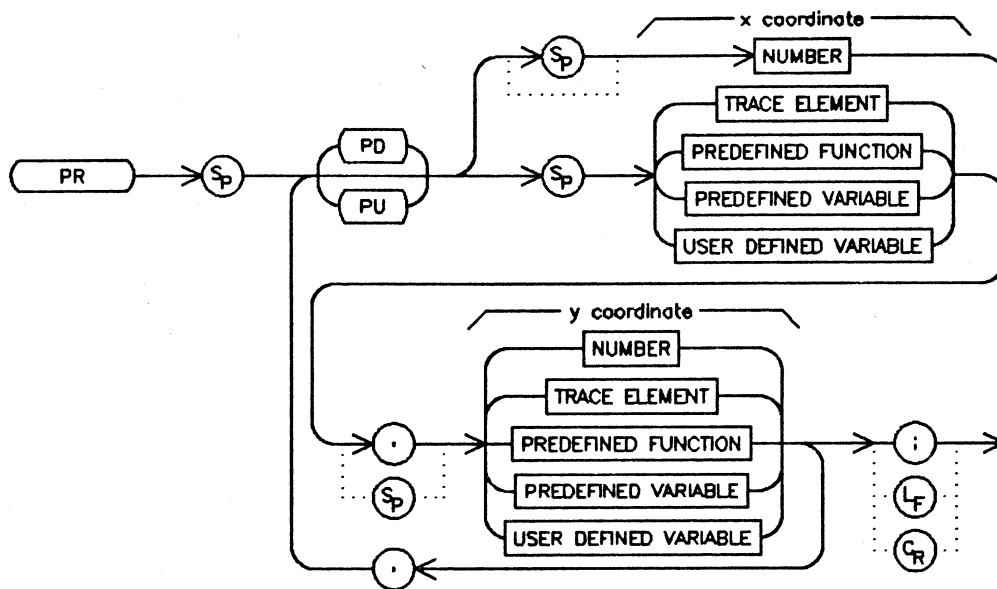 x coordinate
SP NUMBER
TRACE ELEMENT
PD
PREDEFINED FUNCTION
PR SP SP
PU
PREDEFINED VARIABLE
USER DEFINED VARIABLE
y coordinate
NUMBER
TRACE ELEMENT
, PREDEFINED FUNCTION ;
SP PREDEFINED VARIABLE LF
USER DEFINED VARIABLE CR
,